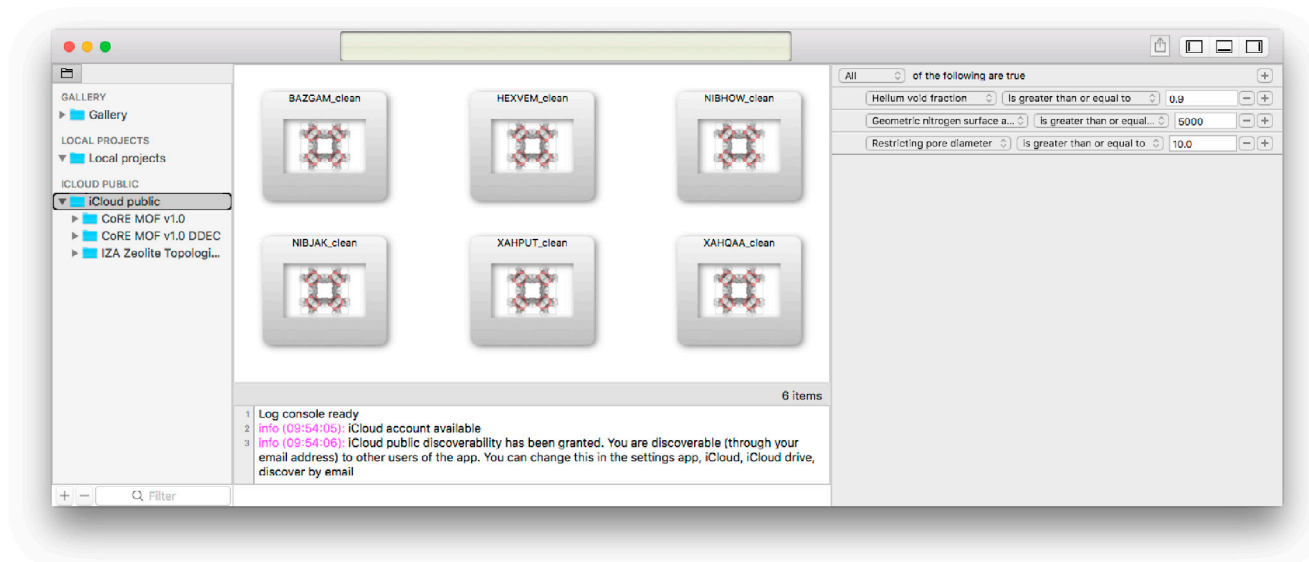 GALLERY
Gallery
LOCAL PROJECTS
Local projects
ICLOUD PUBLIC
iCloud public
CoRE MOF v1.0
CoRE MOF v1.0 DDEC
IZA Zeolite Topologi...
Filter
BAZGAM_clean
HEXVEM_clean
NIBHOW_clean
NIBJAK_clean
XAHPUT_clean
XAHQAA_clean
6 items
1 Log console ready
2 info (09:54:05): iCloud account available
3 info (09:54:06): iCloud public discoverability has been granted. You are discoverable (through your
email address) to other users of the app. You can change this in the settings app, iCloud, iCloud drive,
discover by email
All of the following are true
Helium void fraction is greater than or equal to 0.9
Geometric nitrogen surface a... is greater than or equal... 5000
Restricting pore diameter is greater than or equal to 10.0